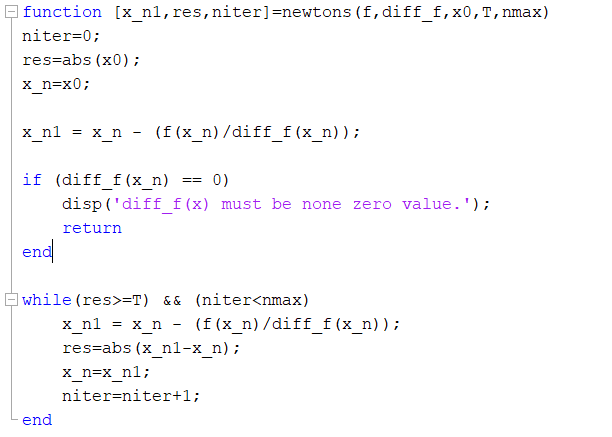 function [x_n1,res,niter]=newtons(f,diff_f,x0,T,nmax)
niter=0;
res=abs(x0);
x_n=x0;
x_n1 = x_n - (f(x_n)/diff_f(x_n));
if (diff_f(x_n) == 0)
disp('diff_f(x) must be none zero value.');
return
end
while(res>=T) && (niter<nmax)
x_n1 = x_n - (f(x_n)/diff_f(x_n));
res=abs(x_n1-x_n);
x_n=x_n1;
niter=niter+1;
end